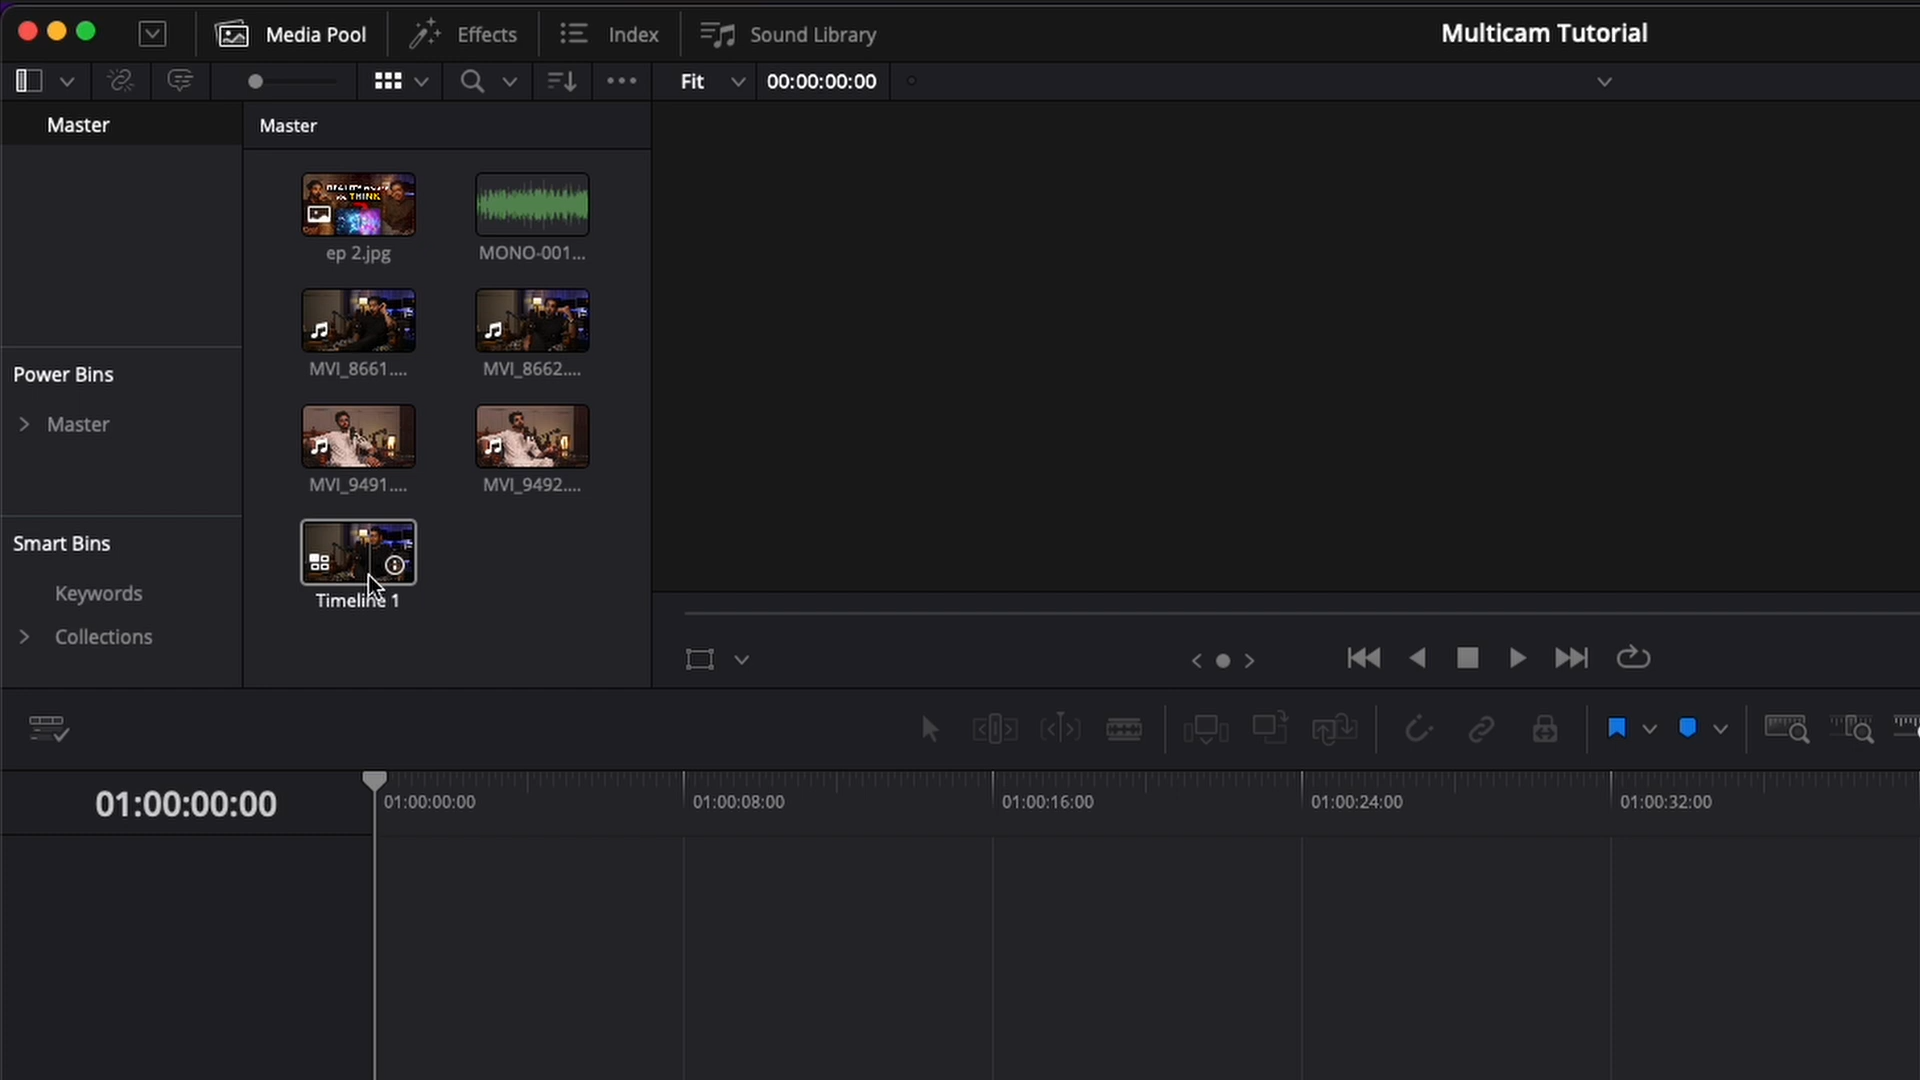 Media Pool
Effects
Index
Sound Library
Multicam Tutorial
Fit
00:00:00:00
Master
Master
ep 2.jpg
MONO-001...
MVI_8661....
MVI_8662....
Power Bins
Master
MVI_9491....
MVI_9492....
Smart Bins
Keywords
Collections
Timeline 1
01:00:00:00
01:00:00:00
01:00:08:00
01:00:16:00
01:00:24:00
01:00:32:00